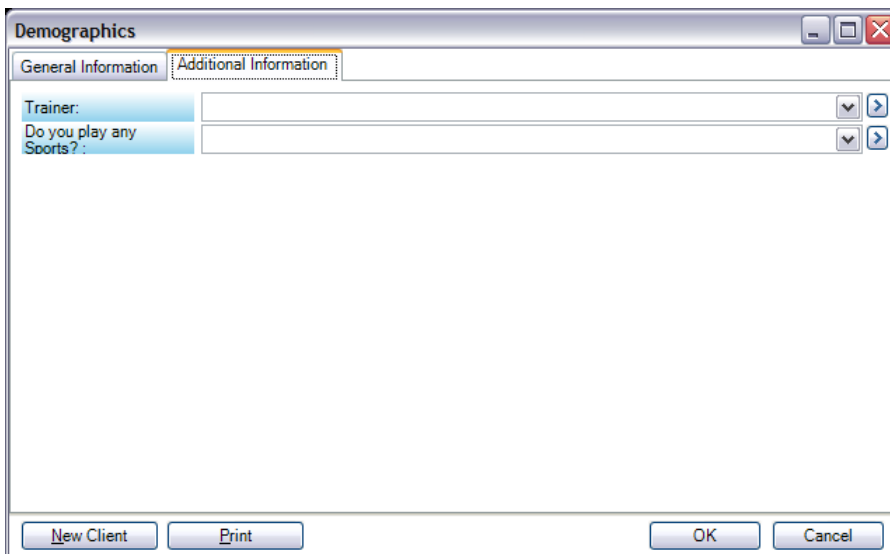 Demographics
General Information Additional Information
Trainer:
Do you play any
Sports? :
New Client Print OK Cancel